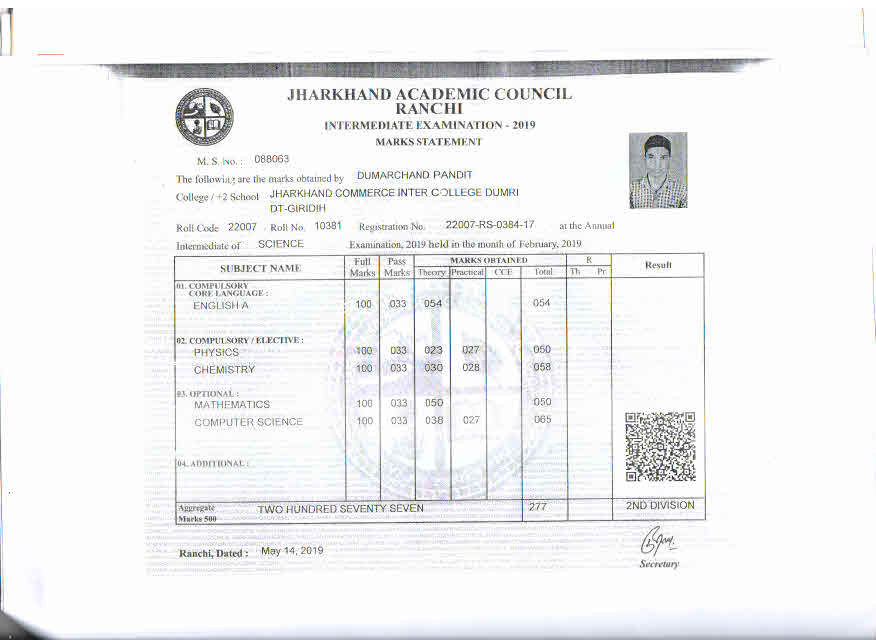 JHARKHAND ACADEMIC COUNCIL
RANCHI
INTERMEDIATE EXAMINATION - 2019
MARKS STATEMENT
M. S. No. : 088063
The following are the marks obtained by DUMARCHAND PANDIT
College / +2 School JHARKHAND COMMERCE INTER COLLEGE DUMRI
DT-GIRIDIH
Roll Code 22007 Roll No. 10381 Registration No. 22007-RS-0384-17 at the Annual
Intermediate of SCIENCE Examination, 2019 held in the month of February, 2019
SUBJECT NAME Full Marks Pass Marks MARKS OBTAINED R Result
Theory Practical CCE Total Th Pr
01. COMPULSORY
CORE LANGUAGE :
ENGLISH A 100 033 054 054
02. COMPULSORY / ELECTIVE :
PHYSICS 100 033 023 027 050
CHEMISTRY 100 033 030 028 058
03. OPTIONAL :
MATHEMATICS 100 033 050 050
COMPUTER SCIENCE 100 033 038 027 065
04. ADDITIONAL :
Aggregate TWO HUNDRED SEVENTY SEVEN 277 2ND DIVISION
Marks 500
Ranchi, Dated : May 14, 2019
Secretary